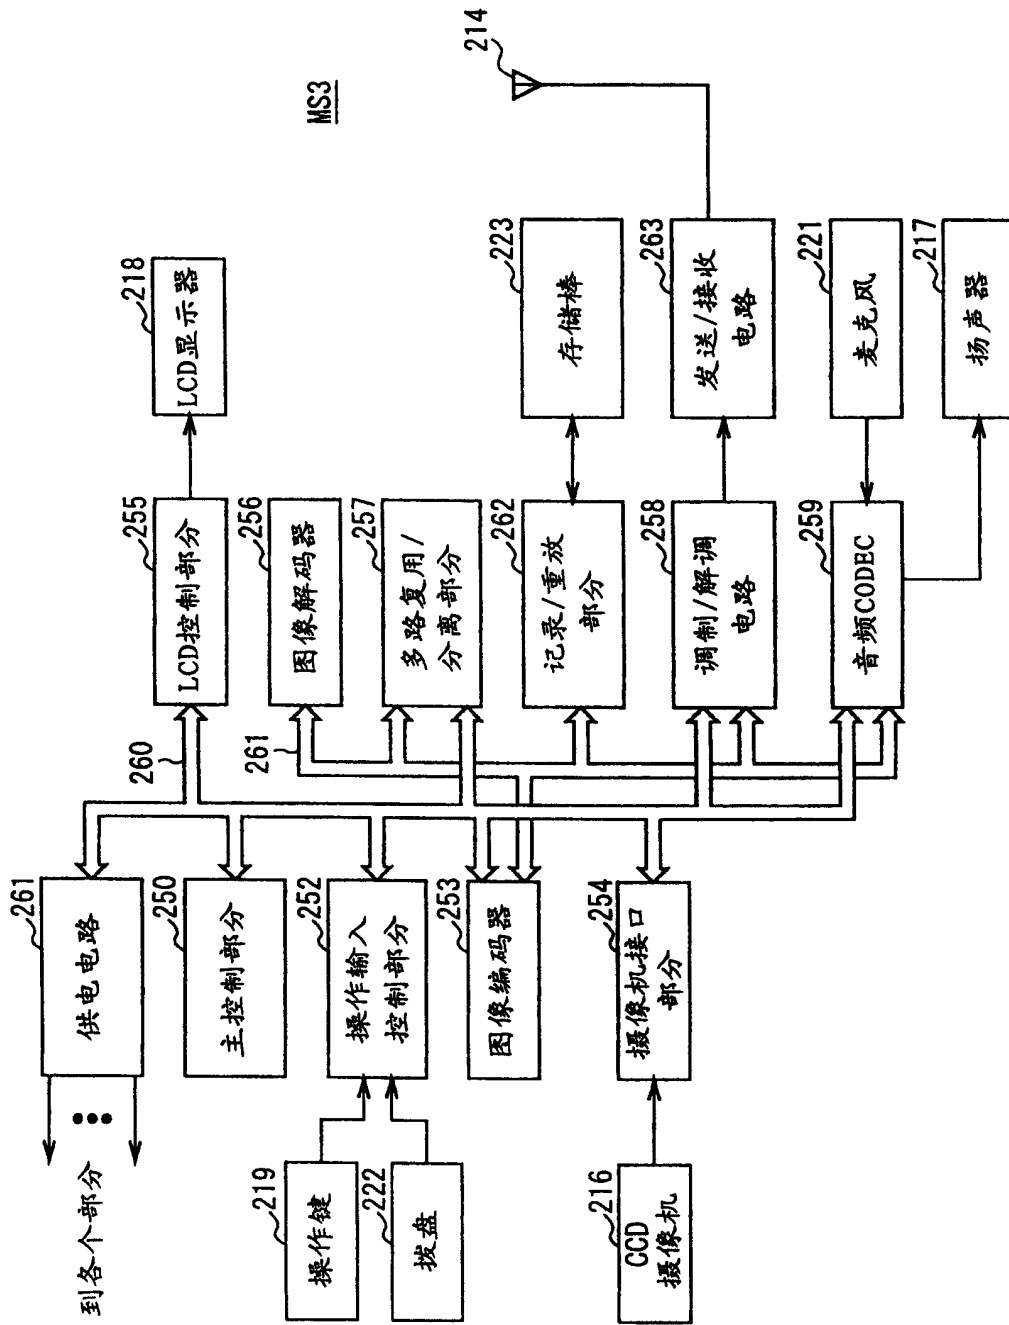 MS3
到各个部分
261
供电电路
250
主控制部分
219
操作键
222
拨盘
252
操作输入
控制部分
253
图像编码器
216
CCD
摄像机
254
摄像机接口
部分
260
261
255
LCD控制部分
218
LCD显示器
256
图像解码器
257
多路复用/
分离部分
262
记录/重放
部分
223
存储棒
258
调制/解调
电路
263
发送/接收
电路
214
259
音频CODEC
221
麦克风
217
扬声器